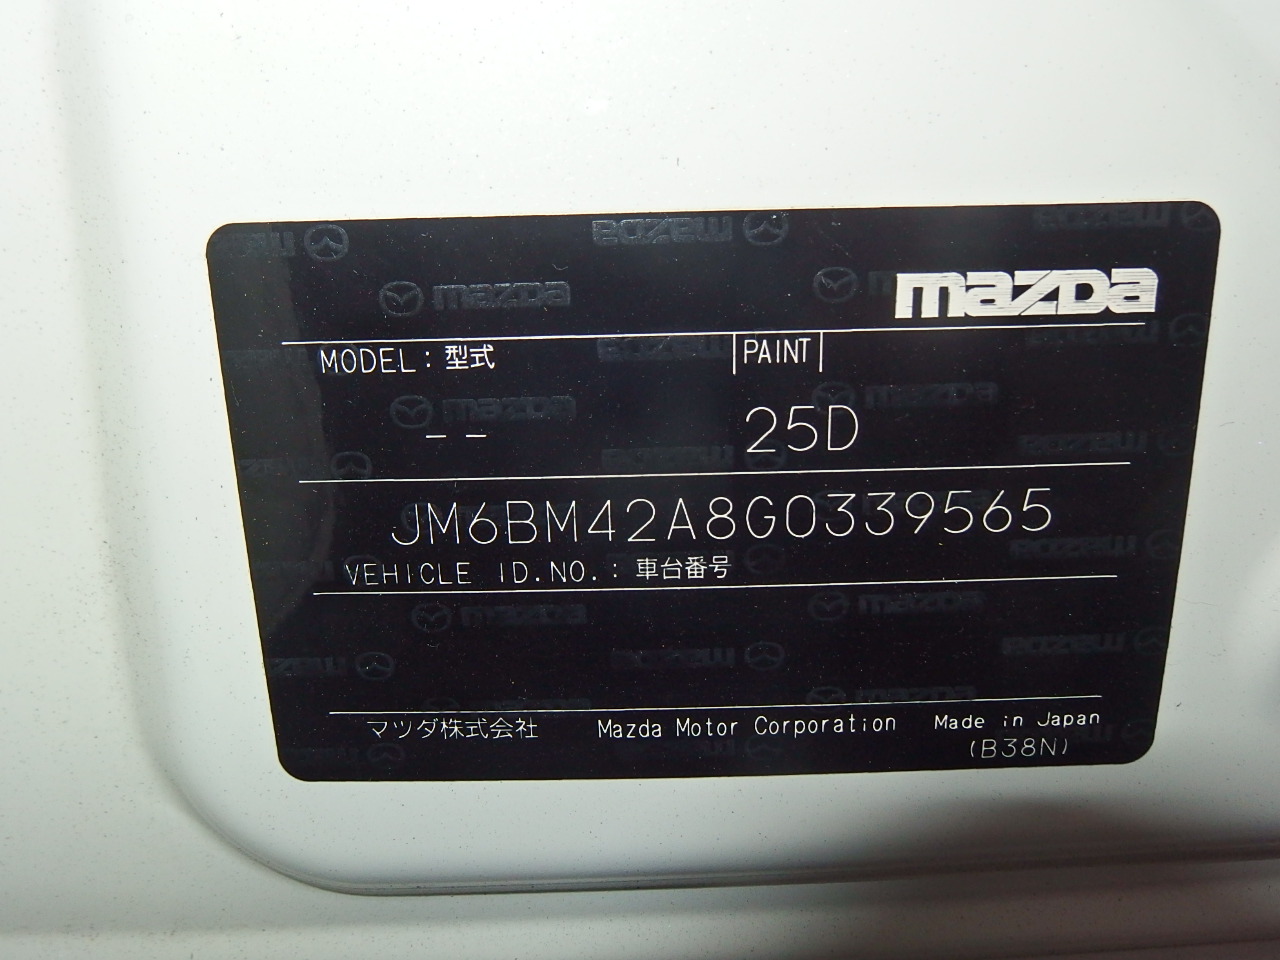 mazda
MODEL：型式 PAINT
－－ 25D
JM6BM42A8G0339565
VEHICLE ID.NO.：車台番号
マツダ株式会社 Mazda Motor Corporation Made in Japan
(B38N)